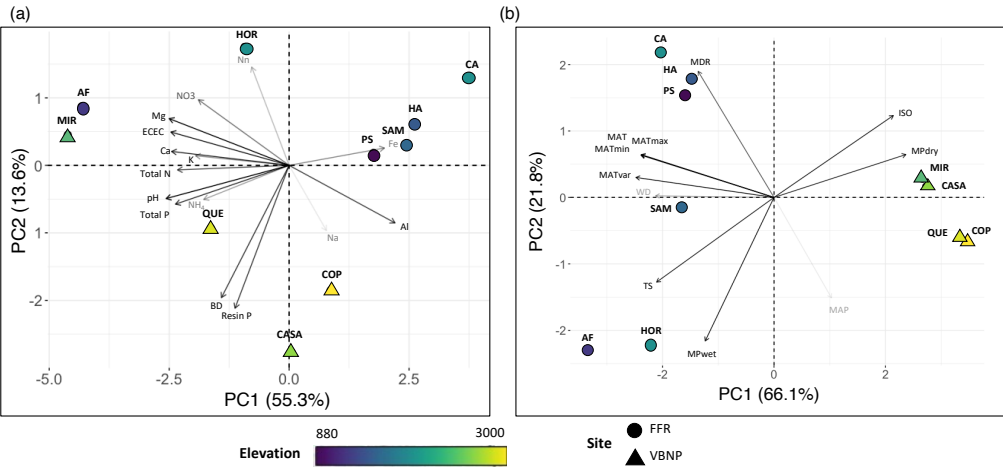 (a)
HOR
Nn
CA
AF
NO3
MIR
Mg
HA
ECEC
SAM
PS
Fe
Ca
K
Total N
pH
NH4
Total P
QUE
Al
Na
COP
BD
Resin P
CASA
1
0
1
-2
-5.0
-2.5
0.0
2.5
PC2 (13.6%)
PC1 (55.3%)
(b)
CA
HA
MDR
PS
ISO
MAT
MATmax
MATmin
MPdry
MATvar
MIR
WD
CASA
SAM
QUE
COP
TS
MAP
AF
HOR
MPwet
2
1
0
-1
-2
-2
0
2
PC2 (21.8%)
PC1 (66.1%)
880
3000
Elevation
Site
FFR
VBNP